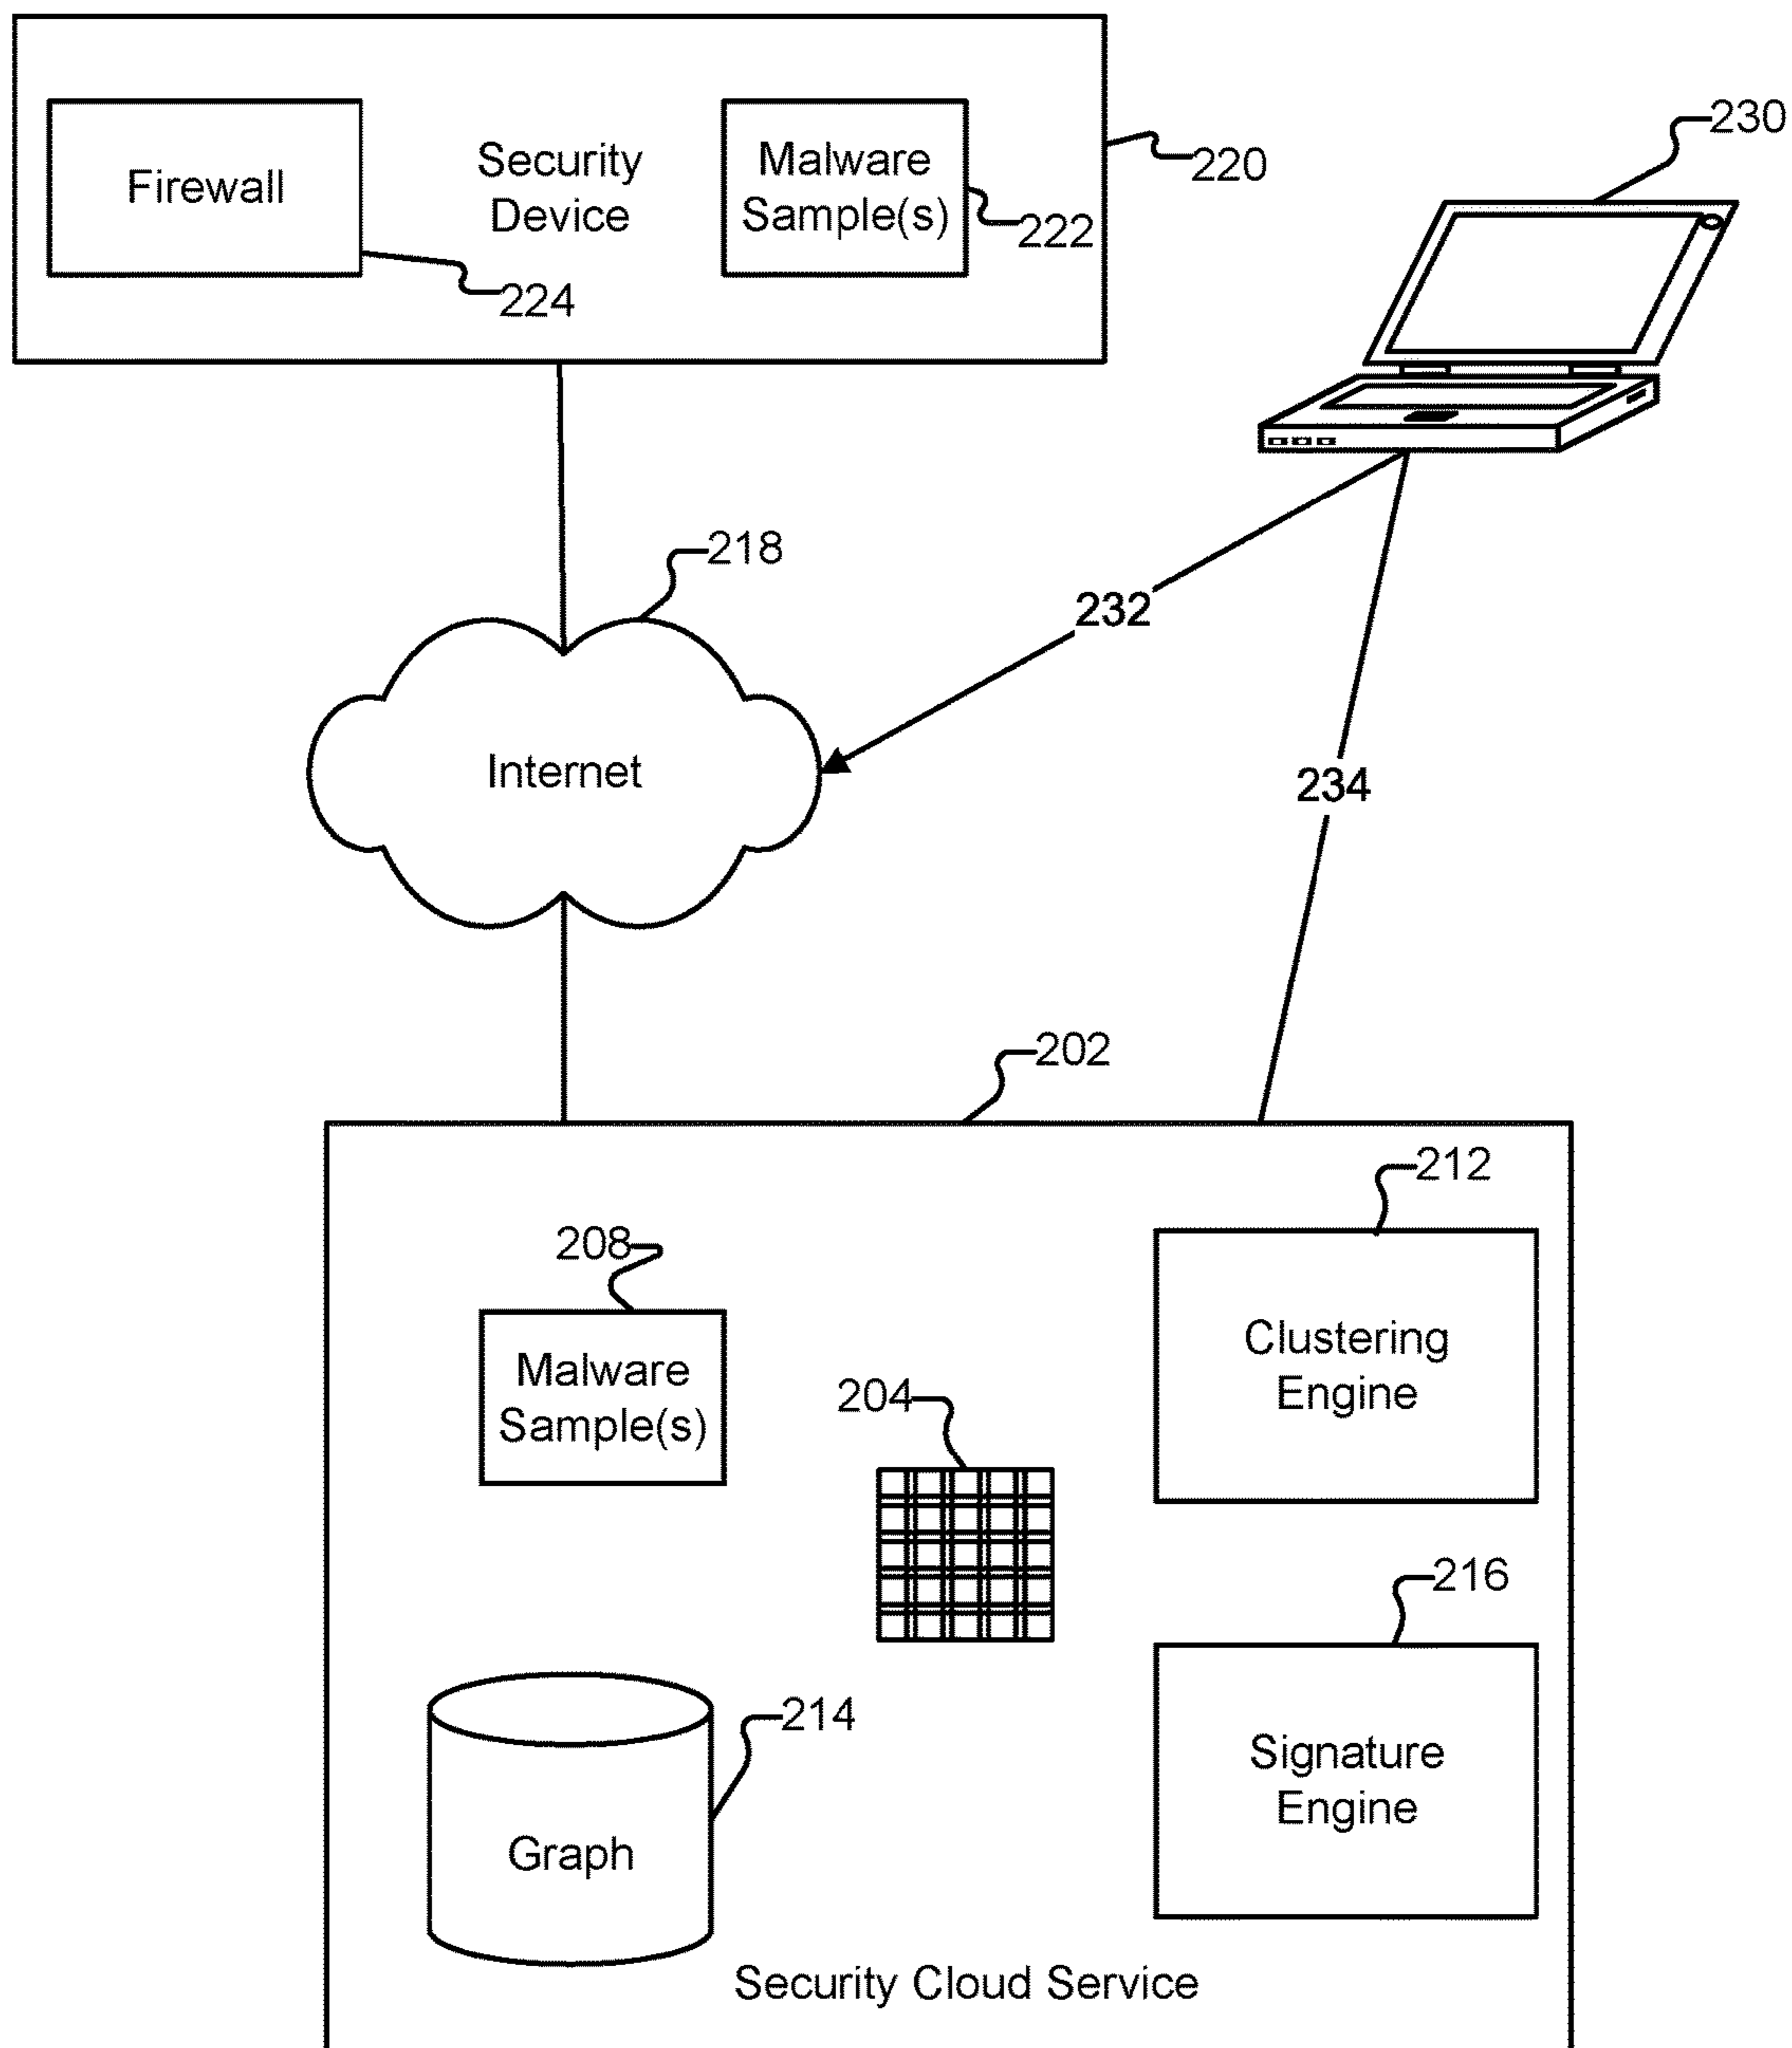 Firewall
224
Security
Device
Malware
Sample(s)
222
220
230
218
Internet
232
234
202
212
208
Malware
Sample(s)
204
Clustering
Engine
216
214
Graph
Signature
Engine
Security Cloud Service